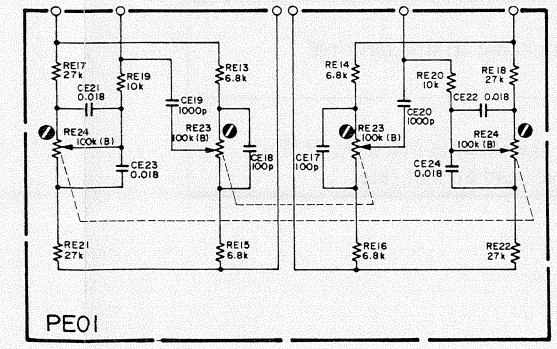 RE17
27k
CE21
0.018
RE19
10k
RE13
6.8k
CE19
1000p
RE24
100k (B)
RE23
100k (B)
CE23
0.018
CE18
100p
RE21
27k
RE15
6.8k
RE14
6.8k
RE20
10k
RE18
27k
CE22 0.018
CE20
1000p
RE23
100k (B)
RE24
100k (B)
CE17
100p
CE24
0.018
RE16
6.8k
RE22
27k
PE01